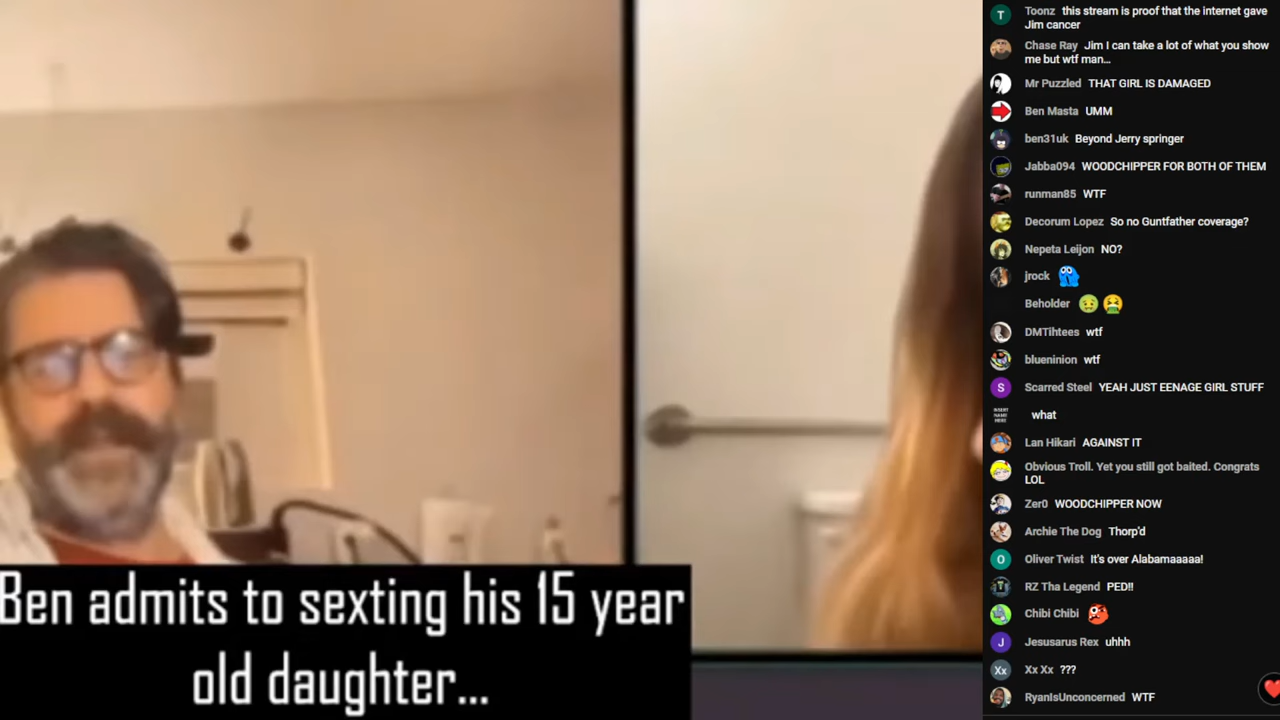 Ben admits to sexting his 15 year
old daughter...
T
Toonz this stream is proof that the internet gave
Jim cancer
Chase Ray Jim I can take a lot of what you show
me but wtf man...
Mr Puzzled THAT GIRL IS DAMAGED
Ben Masta UMM
ben31uk Beyond Jerry springer
Jabba094 WOODCHIPPER FOR BOTH OF THEM
runman85 WTF
Decorum Lopez So no Guntfather coverage?
Nepeta Leijon NO?
jrock
Beholder
DMTihtees wtf
blueninion wtf
S
Scarred Steel YEAH JUST EENAGE GIRL STUFF
INSERT
NAME
HERE
what
Lan Hikari AGAINST IT
Obvious Troll. Yet you still got baited. Congrats
LOL
Zer0 WOODCHIPPER NOW
Archie The Dog Thorp'd
O
Oliver Twist It's over Alabamaaaaa!
RZ Tha Legend PED!!
Chibi Chibi
J
Jesusarus Rex uhhh
Xx
Xx Xx ???
RyanIsUnconcerned WTF